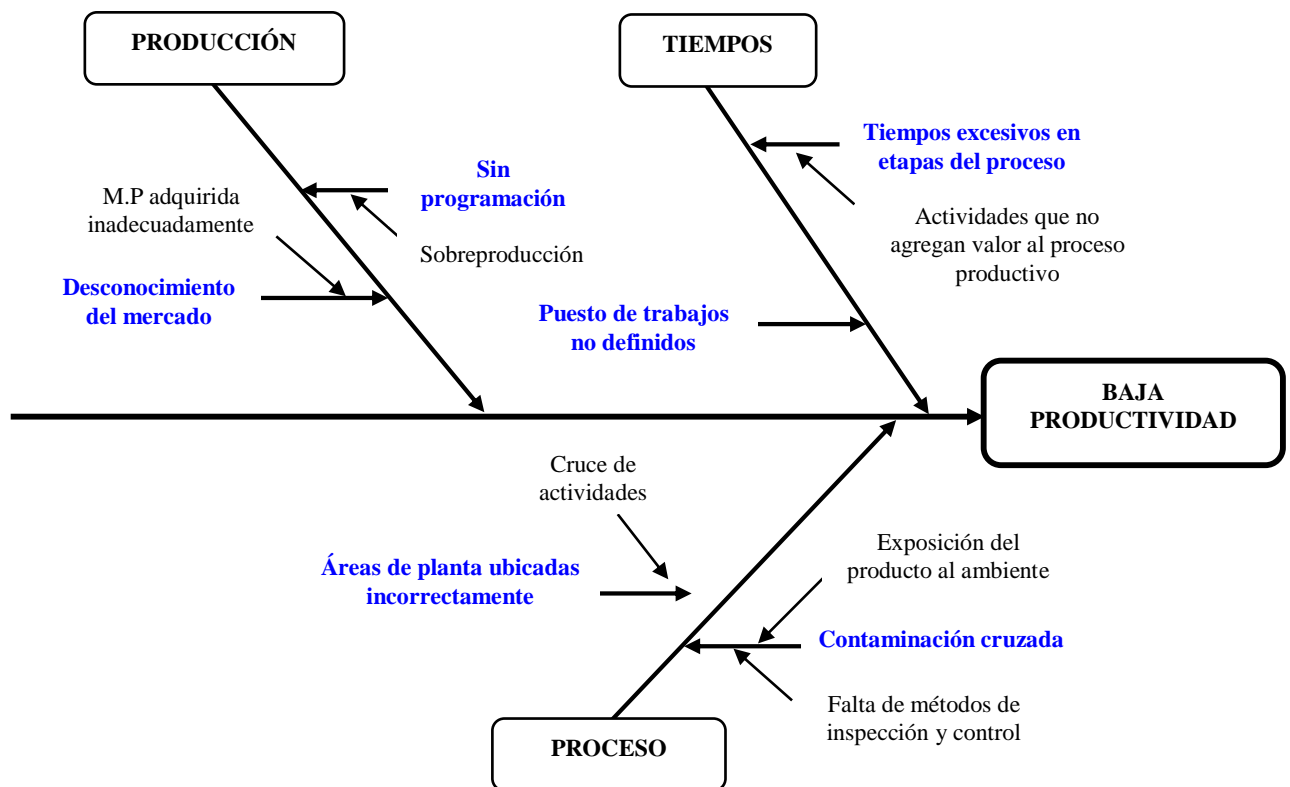 PRODUCCIÓN
TIEMPOS
Tiempos excesivos en
etapas del proceso
Sin
programación
M.P adquirida
inadecuadamente
Actividades que no
agregan valor al proceso
productivo
Sobreproducción
Desconocimiento
del mercado
Puesto de trabajos
no definidos
BAJA
PRODUCTIVIDAD
Cruce de
actividades
Exposición del
producto al ambiente
Áreas de planta ubicadas
incorrectamente
Contaminación cruzada
Falta de métodos de
inspección y control
PROCESO